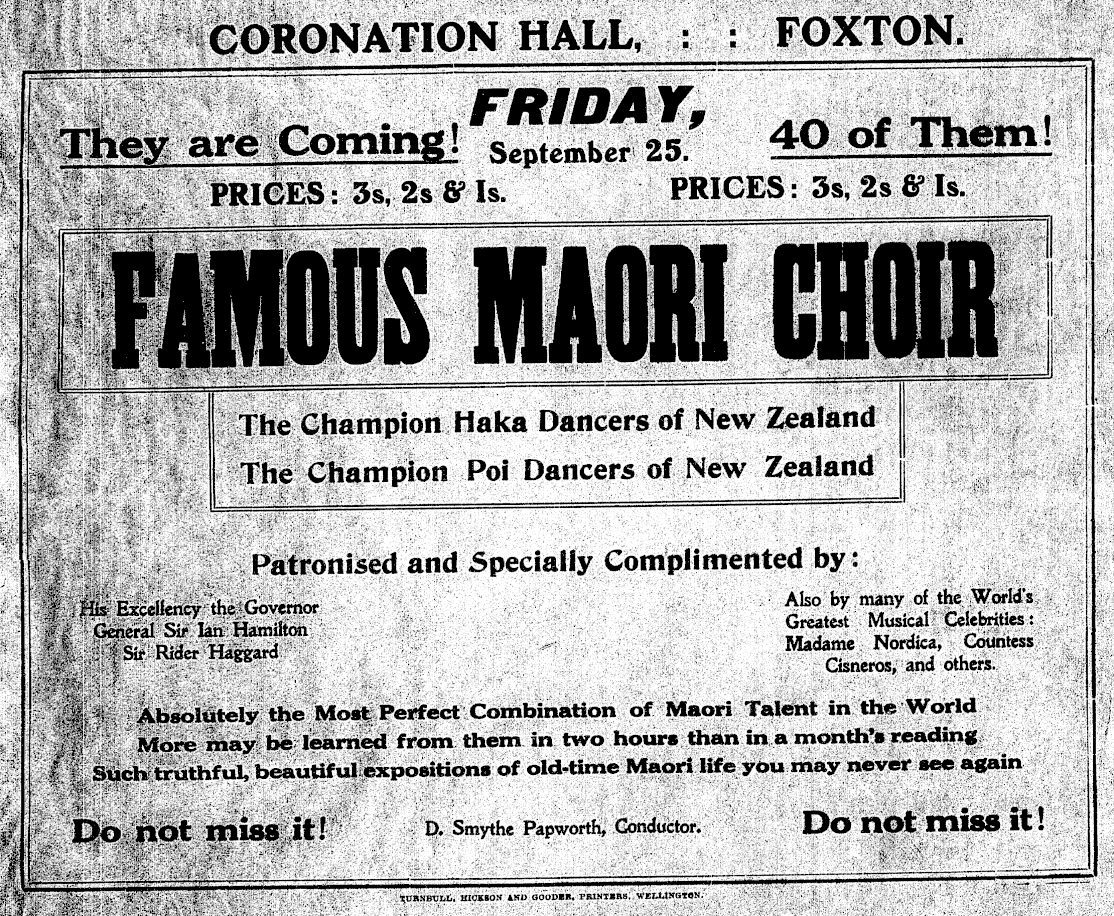 CORONATION HALL, : : FOXTON.
FRIDAY,
They are Coming!
September 25.
40 of Them!
PRICES: 3s, 2s & Is.
PRICES: 3s, 2s & Is.
FAMOUS MAORI CHOIR
The Champion Haka Dancers of New Zealand
The Champion Poi Dancers of New Zealand
Patronised and Specially Complimented by:
His Excellency the Governor
General Sir Ian Hamilton
Sir Rider Haggard
Also by many of the World's
Greatest Musical Celebrities:
Madame Nordica, Countess
Cisneros, and others.
Absolutely the Most Perfect Combination of Maori Talent in the World
More may be learned from them in two hours than in a month's reading
Such truthful, beautiful expositions of old-time Maori life you may never see again
Do not miss it!
D. Smythe Papworth, Conductor.
Do not miss it!
TURNBULL, HICKSON AND GOODER, PRINTERS, WELLINGTON.